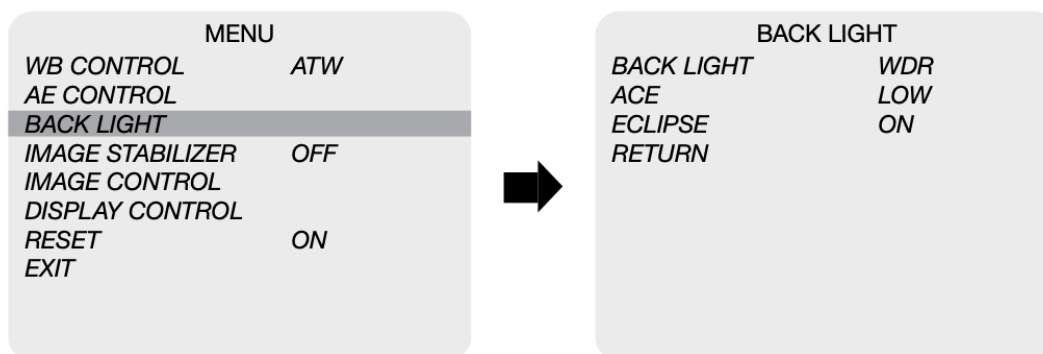 MENU
WB CONTROL ATW
AE CONTROL
BACK LIGHT
IMAGE STABILIZER OFF
IMAGE CONTROL
DISPLAY CONTROL
RESET ON
EXIT
BACK LIGHT
BACK LIGHT WDR
ACE LOW
ECLIPSE ON
RETURN